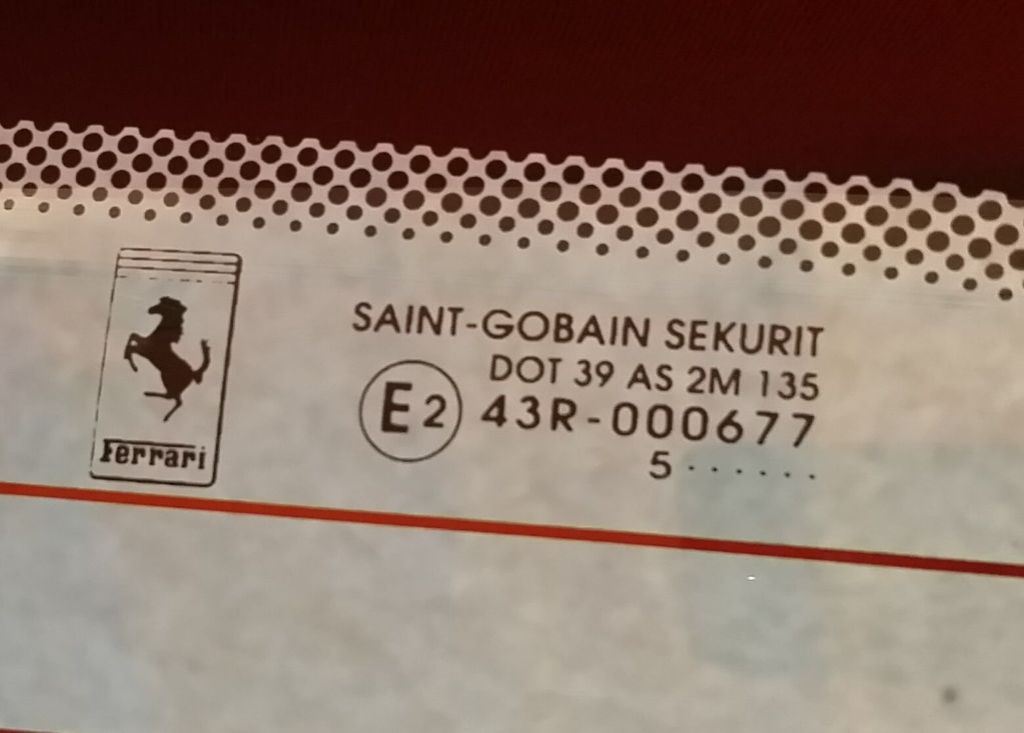 Ferrari
SAINT-GOBAIN SEKURIT
DOT 39 AS 2M 135
E2 43R-000677
5 · · · · · ·